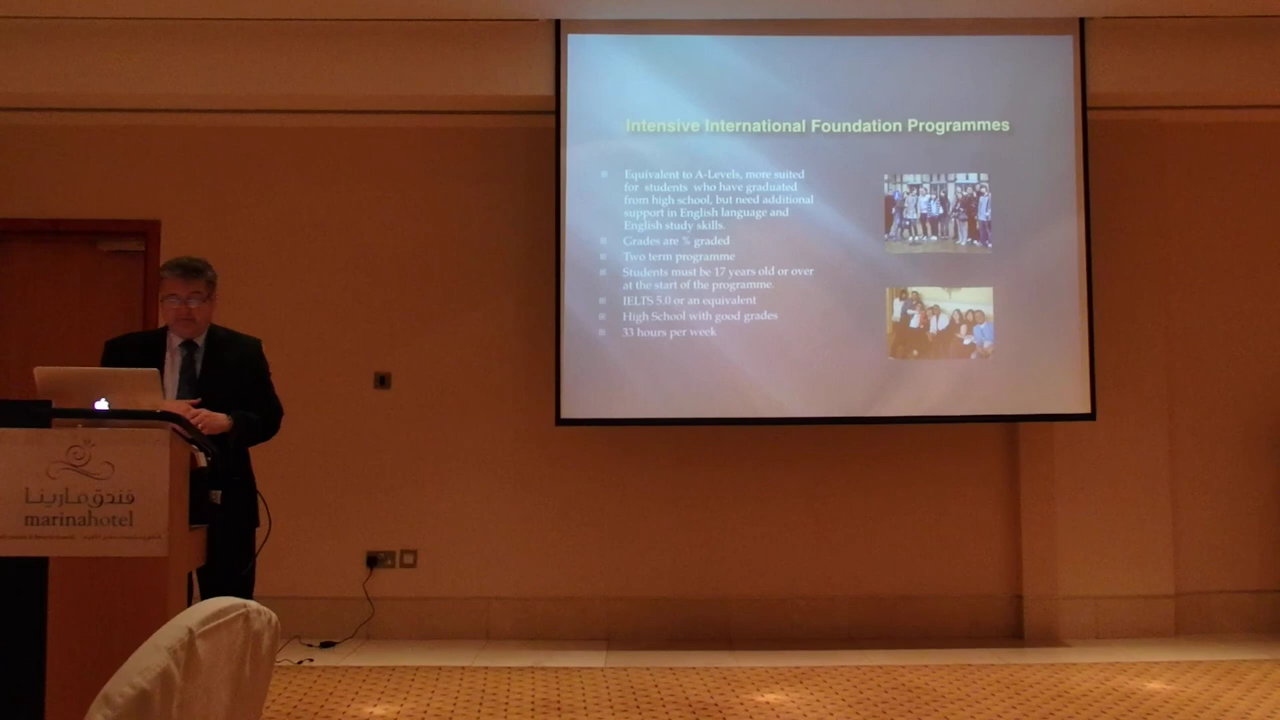 Intensive International Foundation Programmes
Equivalent to A-Levels, more suited
for students who have graduated
from high school, but need additional
support in English language and
English study skills.
Grades are % graded
Two term programme
Students must be 17 years old or over
at the start of the programme.
IELTS 5.0 or an equivalent
High School with good grades
33 hours per week
فندق مارينا
marinahotel